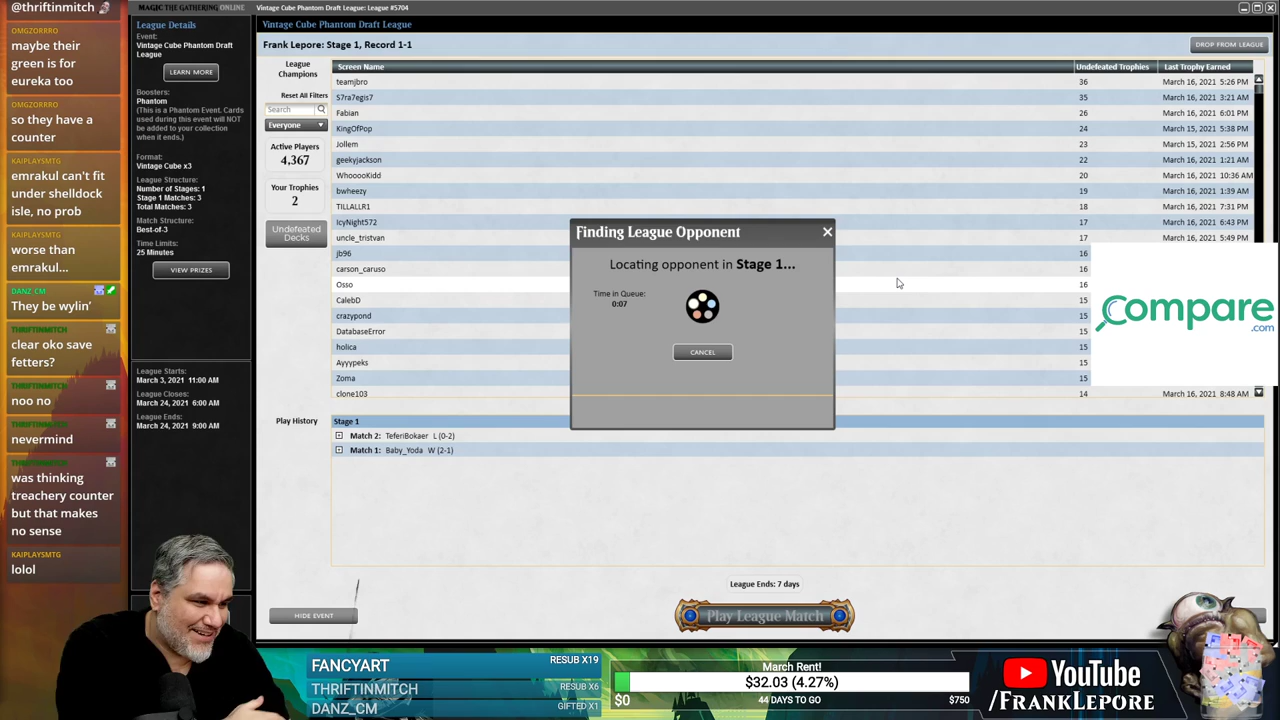 @thriftinmitch
OMGZORRRO
maybe their
green is for
eureka too
OMGZORRRO
so they have a
counter
KAIPLAYSMTG
emrakul can't fit
under shelldock
isle, no prob
KAIPLAYSMTG
worse than
emrakul...
DANZ_CM
They be wylin'
THRIFTINMITCH
clear oko save
fetters?
THRIFTINMITCH
noo no
THRIFTINMITCH
nevermind
THRIFTINMITCH
was thinking
treachery counter
but that makes
no sense
KAIPLAYSMTG
lolol
MAGIC THE GATHERING ONLINE
Vintage Cube Phantom Draft League: League #5704
League Details
Event:
Vintage Cube Phantom Draft
League
LEARN MORE
Boosters:
Phantom
(This is a Phantom Event. Cards
used during this event will NOT
be added to your collection
when it ends.)
Format:
Vintage Cube x3
League Structure:
Number of Stages: 1
Stage 1 Matches: 3
Total Matches: 3
Match Structure:
Best-of-3
Time Limits:
25 Minutes
VIEW PRIZES
League Starts:
March 3, 2021 11:00 AM
League Closes:
March 24, 2021 6:00 AM
League Ends:
March 24, 2021 9:00 AM
Vintage Cube Phantom Draft League
Frank Lepore: Stage 1, Record 1-1
DROP FROM LEAGUE
League
Champions
Reset All Filters
Search
Everyone
Active Players
4,367
Your Trophies
2
Undefeated
Decks
Screen Name Undefeated Trophies Last Trophy Earned
teamjbro 36 March 16, 2021 5:26 PM
S7ra7egis7 35 March 16, 2021 3:21 AM
Fabian 26 March 16, 2021 6:01 PM
KingOfPop 24 March 15, 2021 5:38 PM
Jollem 23 March 15, 2021 2:56 PM
geekyjackson 22 March 16, 2021 1:21 AM
WhooooKidd 20 March 16, 2021 10:36 AM
bwheezy 19 March 16, 2021 1:39 AM
TILLALLR1 18 March 16, 2021 7:31 PM
IcyNight572 17 March 16, 2021 6:43 PM
uncle_tristvan 17 March 16, 2021 5:49 PM
jb96 16
carson_caruso 16
Osso 16
CalebD 15
crazypond 15
DatabaseError 15
holica 15
Ayyypeks 15
Zoma 15
clone103 14 March 16, 2021 8:48 AM
Finding League Opponent
Locating opponent in Stage 1...
Time in Queue:
0:07
CANCEL
Compare
.com
Play History
Stage 1
Match 2: TeferiBokaer L (0-2)
Match 1: Baby_Yoda W (2-1)
League Ends: 7 days
HIDE EVENT
Play League Match
FANCYART RESUB X19
THRIFTINMITCH RESUB X6
DANZ_CM GIFTED X1
March Rent!
$32.03 (4.27%)
$0 44 DAYS TO GO $750
YouTube
/FRANKLEPORE